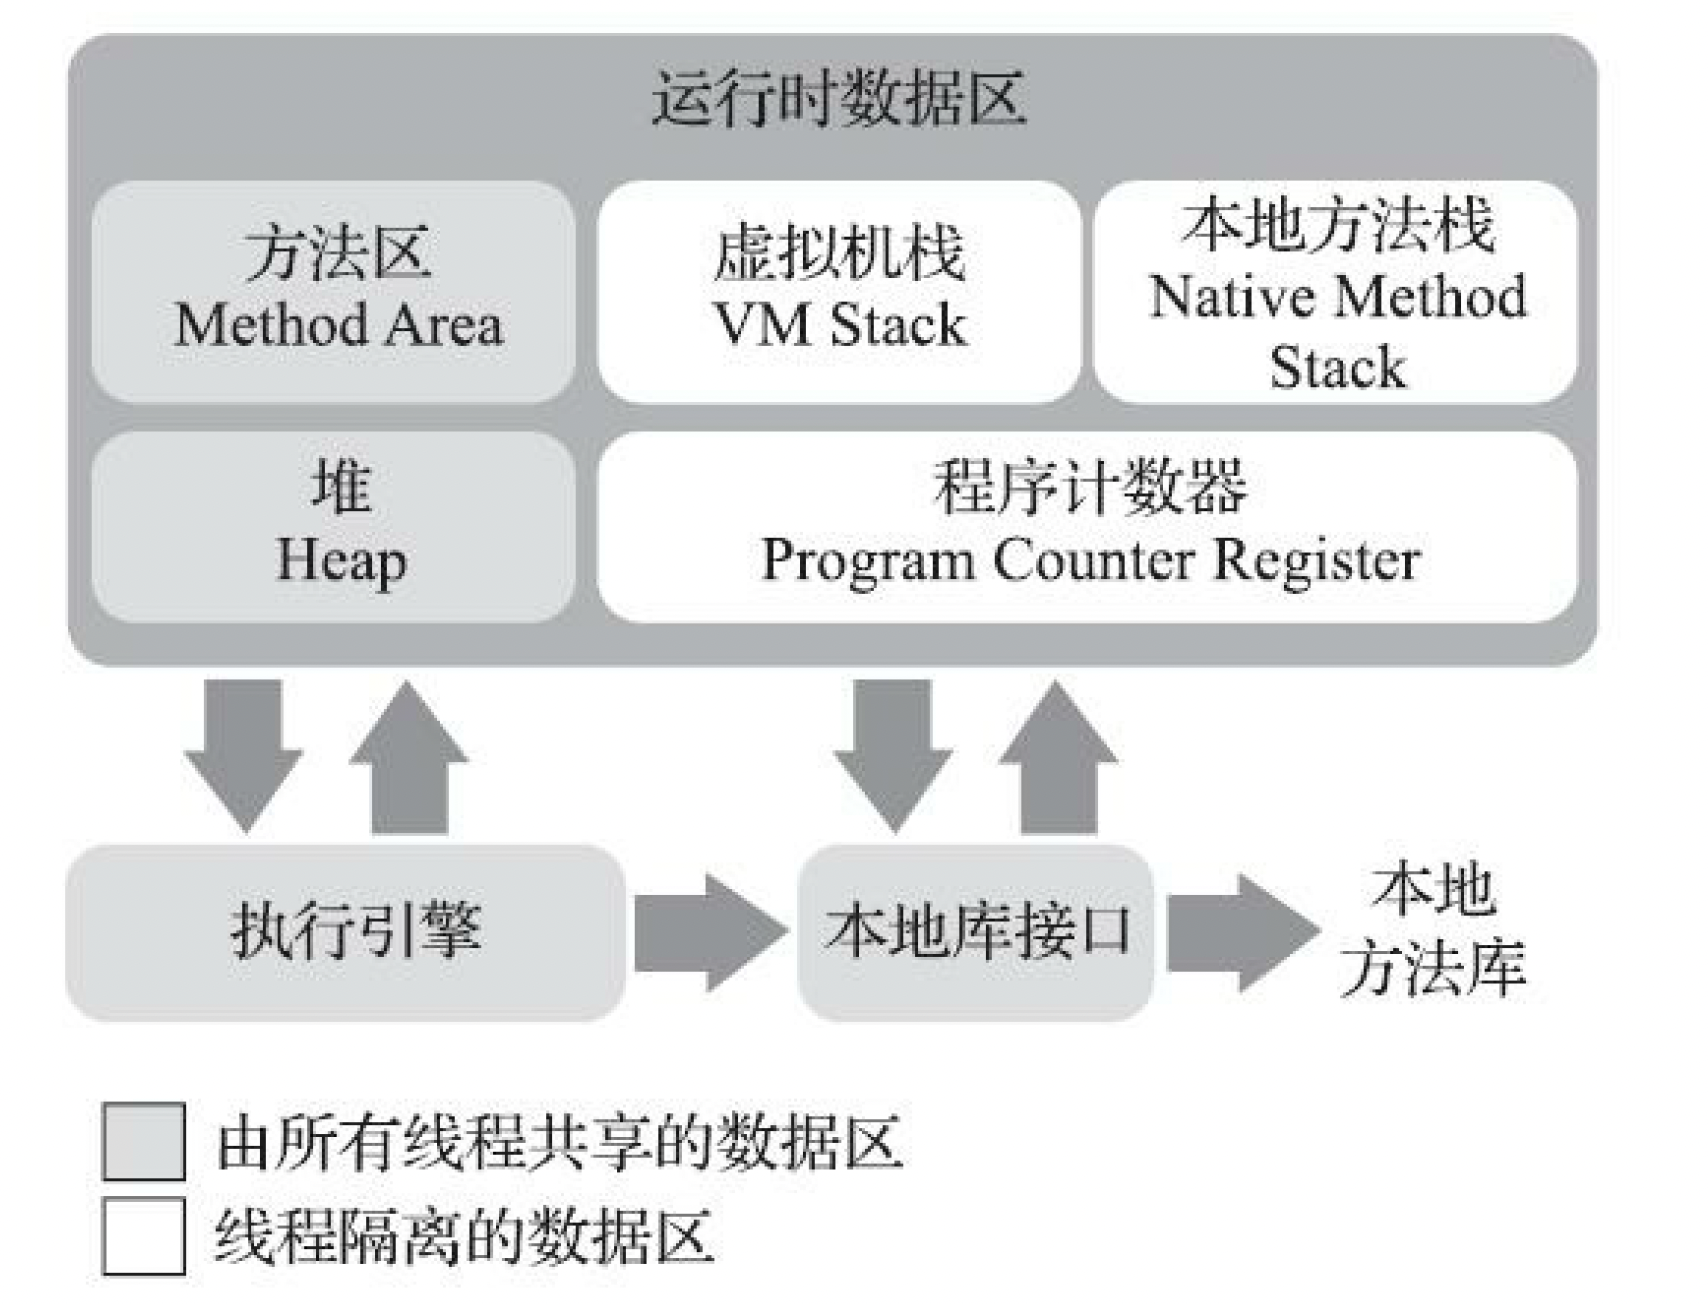 运行时数据区
方法区
Method Area
虚拟机栈
VM Stack
本地方法栈
Native Method
Stack
堆
Heap
程序计数器
Program Counter Register
执行引擎
本地库接口
本地
方法库
由所有线程共享的数据区
线程隔离的数据区